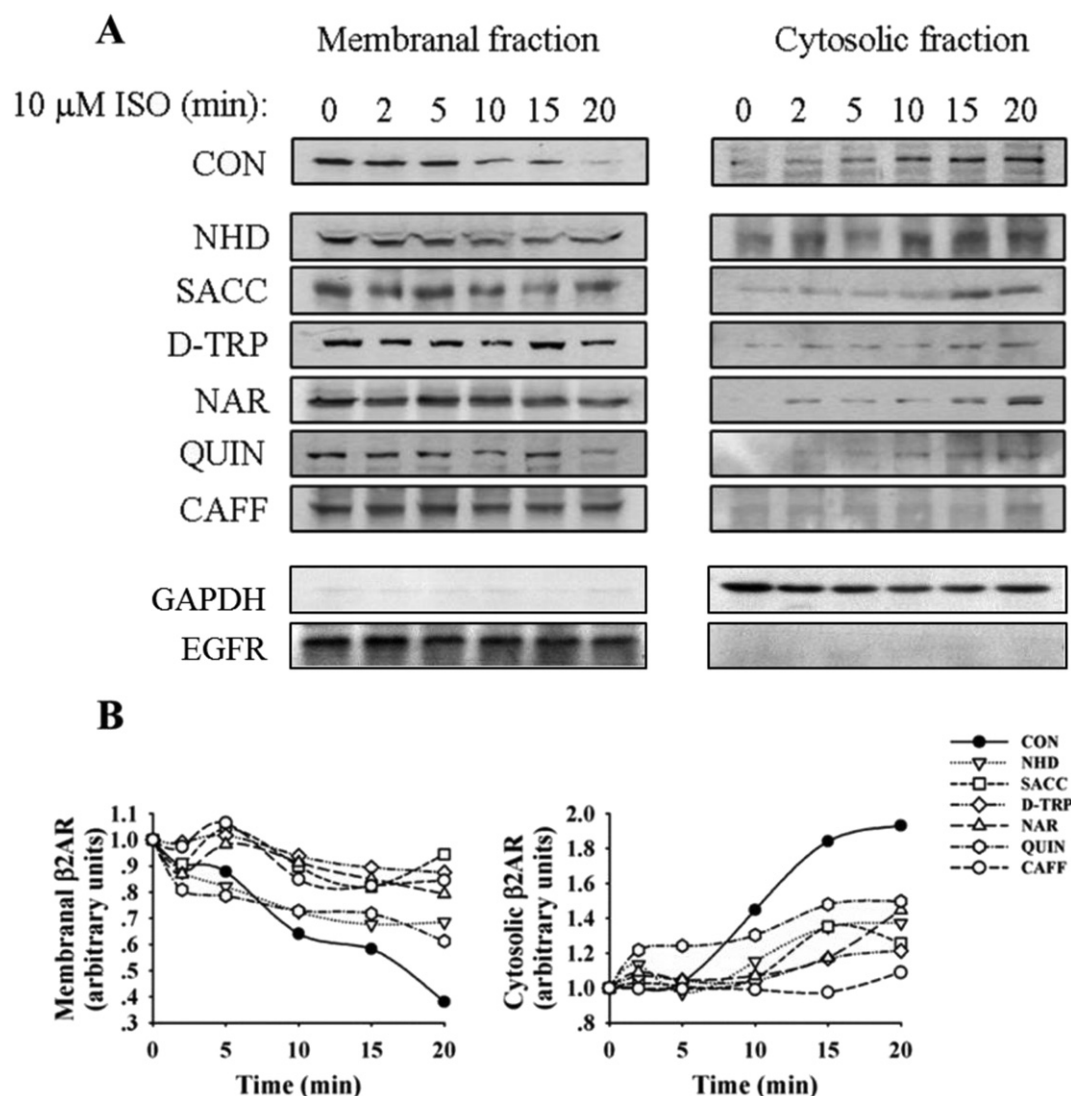 A
Membranal fraction Cytosolic fraction
10 μM ISO (min): 0 2 5 10 15 20 0 2 5 10 15 20
CON
NHD
SACC
D-TRP
NAR
QUIN
CAFF
GAPDH
EGFR
B
CON
NHD
SACC
D-TRP
NAR
QUIN
CAFF
Membranal β2AR
(arbitrary units)
1.1
1.0
.9
.8
.7
.6
.5
.4
.3
0 5 10 15 20
Time (min)
Cytosolic β2AR
(arbitrary units)
2.0
1.8
1.6
1.4
1.2
1.0
.8
0 5 10 15 20
Time (min)